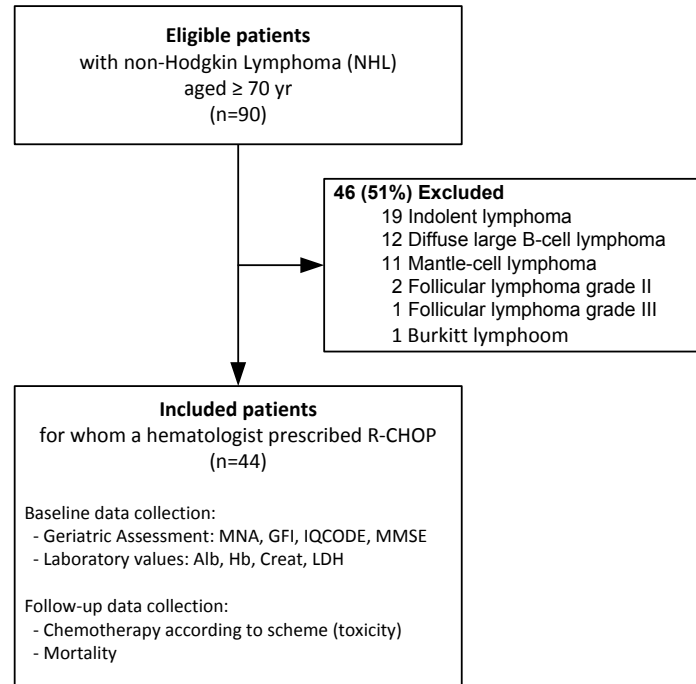 Eligible patients
with non-Hodgkin Lymphoma (NHL)
aged ≥ 70 yr
(n=90)
46 (51%) Excluded
19 Indolent lymphoma
12 Diffuse large B-cell lymphoma
11 Mantle-cell lymphoma
2 Follicular lymphoma grade II
1 Follicular lymphoma grade III
1 Burkitt lymphoom
Included patients
for whom a hematologist prescribed R-CHOP
(n=44)
Baseline data collection:
- Geriatric Assessment: MNA, GFI, IQCODE, MMSE
- Laboratory values: Alb, Hb, Creat, LDH
Follow-up data collection:
- Chemotherapy according to scheme (toxicity)
- Mortality